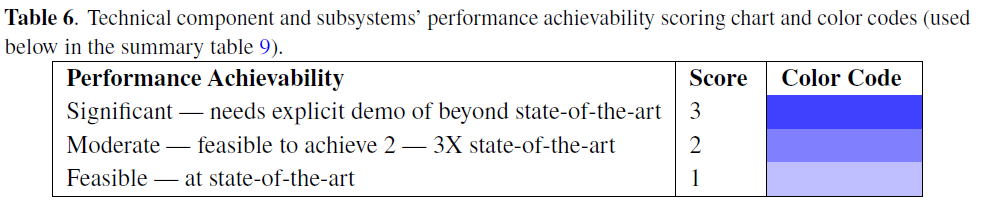 Table 6. Technical component and subsystems’ performance achievability scoring chart and color codes (used
below in the summary table 9).
Performance Achievability Score Color Code
Significant — needs explicit demo of beyond state-of-the-art 3
Moderate — feasible to achieve 2 — 3X state-of-the-art 2
Feasible — at state-of-the-art 1